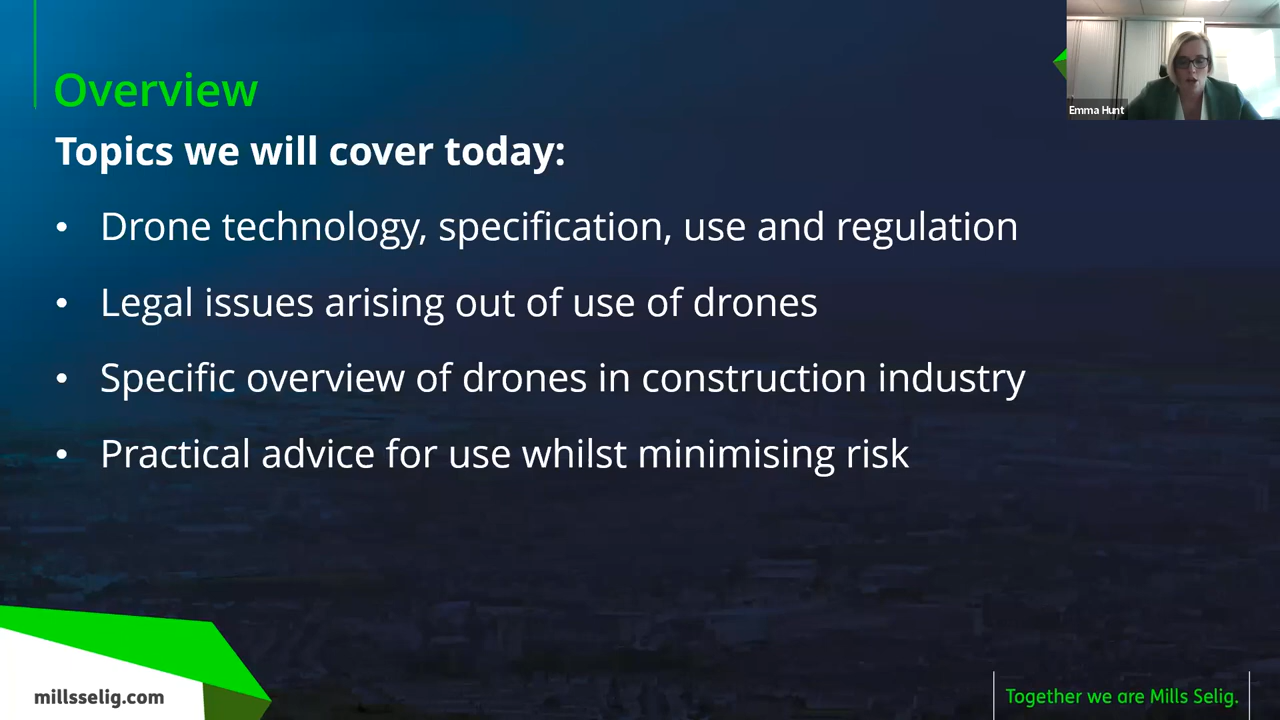 Overview
Emma Hunt
Topics we will cover today:
• Drone technology, specification, use and regulation
• Legal issues arising out of use of drones
• Specific overview of drones in construction industry
• Practical advice for use whilst minimising risk
millsselig.com
Together we are Mills Selig.